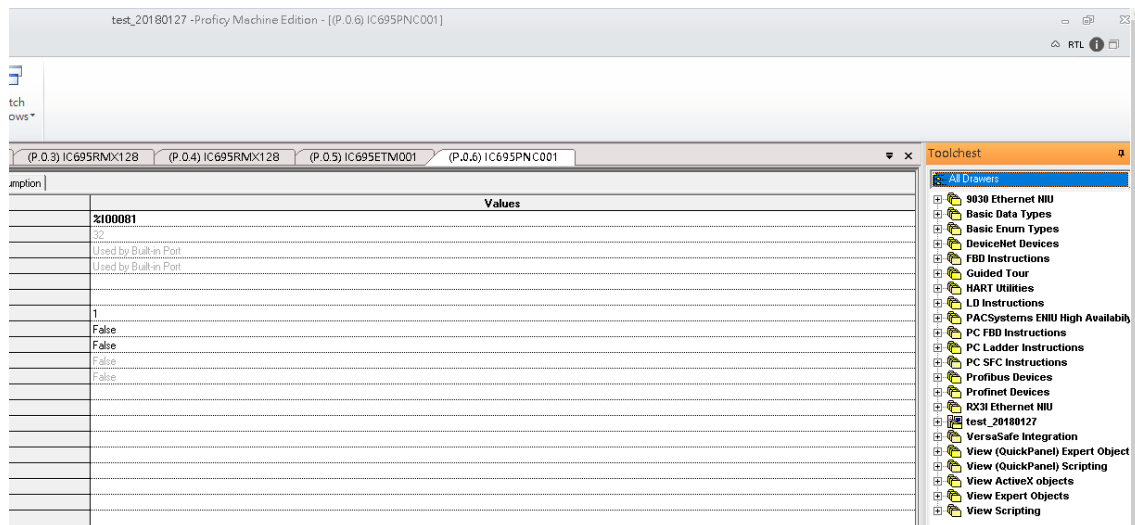 test_20180127 -Proficy Machine Edition - [(P.0.6) IC695PNC001]
RTL
tch
ows
(P.0.3) IC695RMX128
(P.0.4) IC695RMX128
(P.0.5) IC695ETM001
(P.0.6) IC695PNC001
Toolchest
umption
All Drawers
Values
%I00081
32
Used by Built-in Port
Used by Built-in Port
1
False
False
False
False
9030 Ethernet NIU
Basic Data Types
Basic Enum Types
DeviceNet Devices
FBD Instructions
Guided Tour
HART Utilities
LD Instructions
PACSystems ENIU High Availabily
PC FBD Instructions
PC Ladder Instructions
PC SFC Instructions
Profibus Devices
Profinet Devices
RX3I Ethernet NIU
test_20180127
VersaSafe Integration
View (QuickPanel) Expert Object
View (QuickPanel) Scripting
View ActiveX objects
View Expert Objects
View Scripting